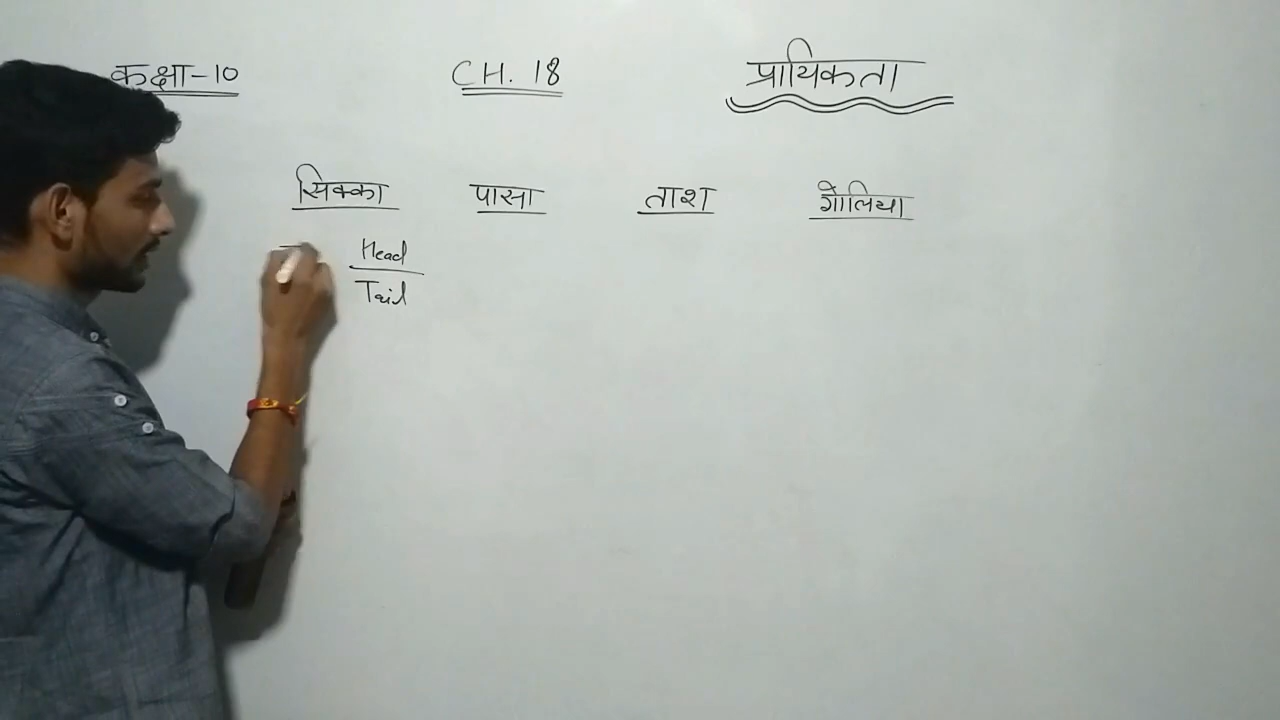 कक्षा-10 CH. 18 प्रायिकता
सिक्का पासा ताश गोलिया
Head
Tail